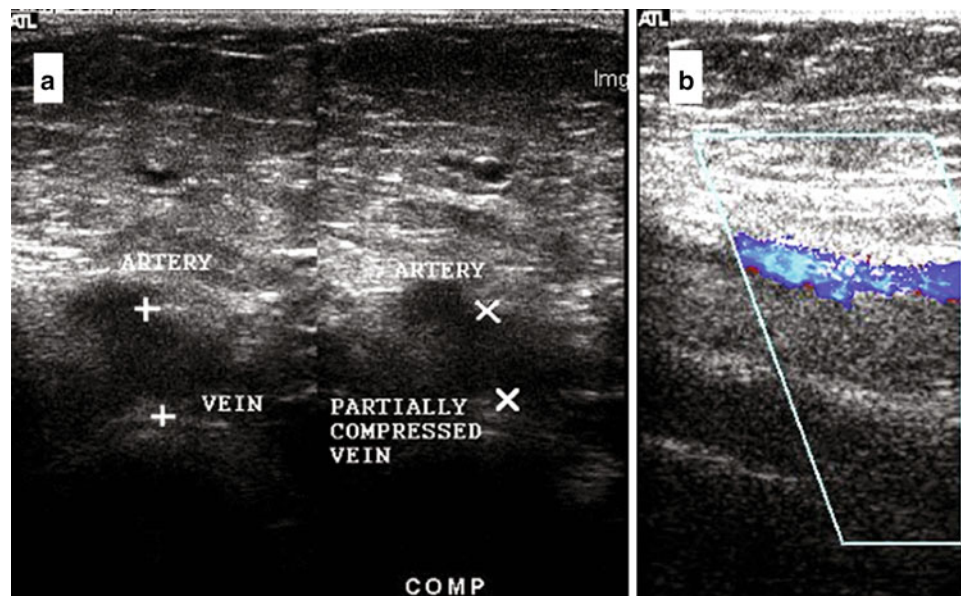 ATL
a
Img
ARTERY
ARTERY
VEIN
PARTIALLY
COMPRESSED
VEIN
COMP
ATL
b